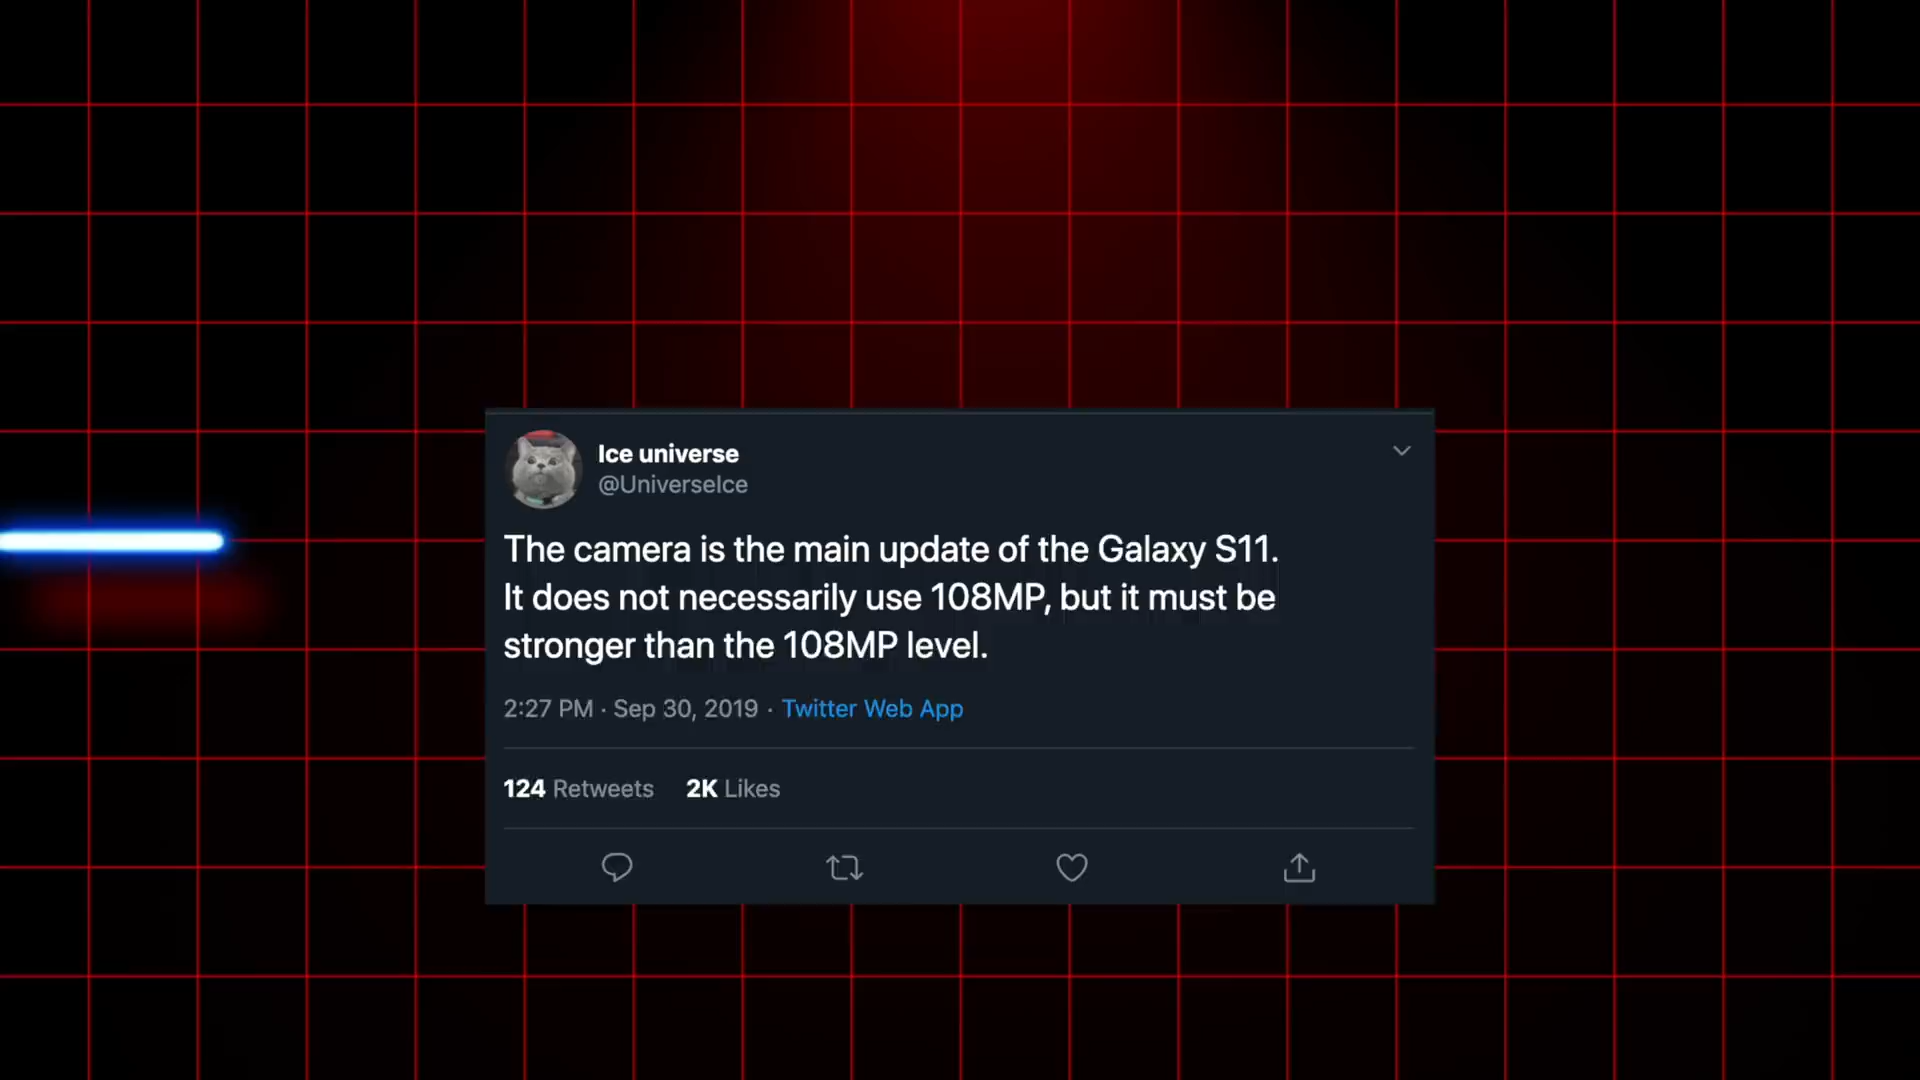 Ice universe
@UniverseIce
The camera is the main update of the Galaxy S11.
It does not necessarily use 108MP, but it must be
stronger than the 108MP level.
2:27 PM · Sep 30, 2019 · Twitter Web App
124 Retweets 2K Likes